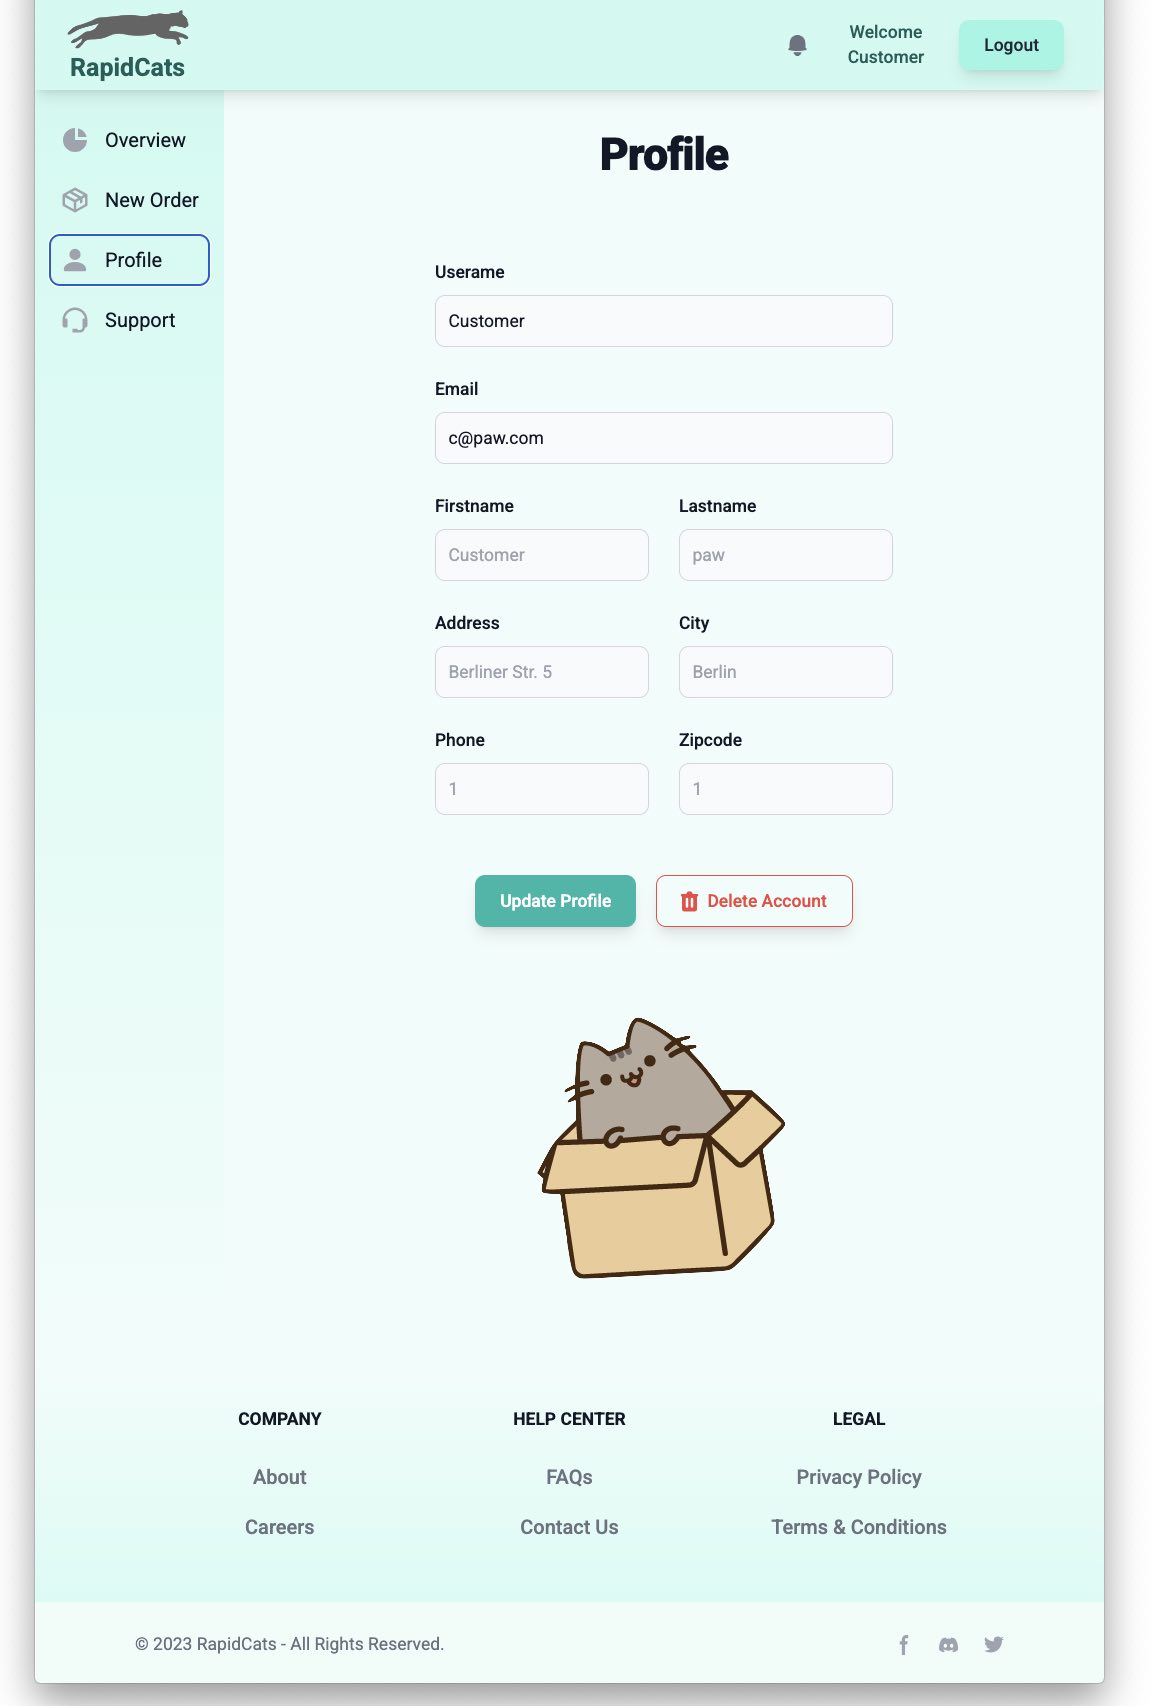 RapidCats
Welcome
Customer
Logout
Overview
New Order
Profile
Support
Profile
Userame
Customer
Email
c@paw.com
Firstname
Lastname
Customer
paw
Address
City
Berliner Str. 5
Berlin
Phone
Zipcode
1
1
Update Profile
Delete Account
COMPANY
HELP CENTER
LEGAL
About
FAQs
Privacy Policy
Careers
Contact Us
Terms & Conditions
© 2023 RapidCats - All Rights Reserved.